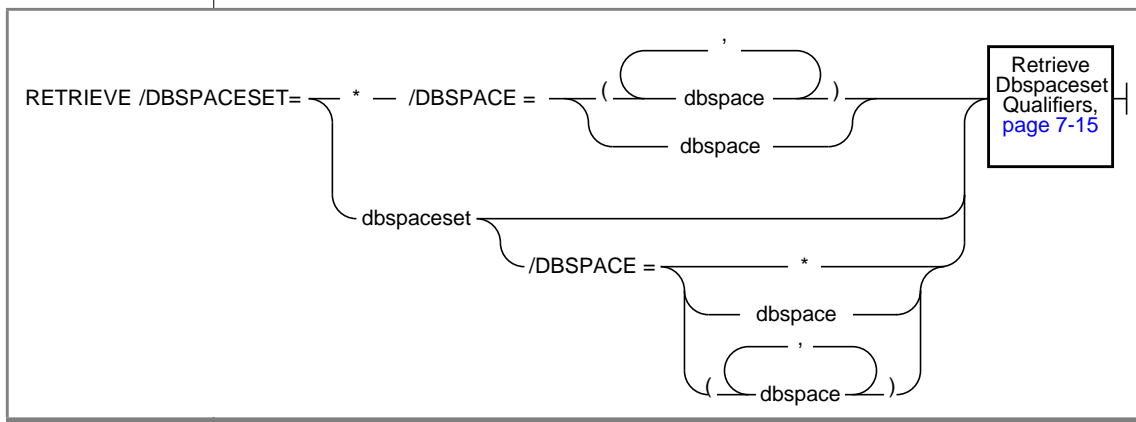 ,
RETRIEVE /DBSPACESET= * /DBSPACE = ( dbspace )
dbspace
dbspaceset
/DBSPACE = *
dbspace
,
( dbspace )
Retrieve
Dbspaceset
Qualifiers,
page 7-15